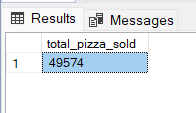 Results Messages
total_pizza_sold
1 49574